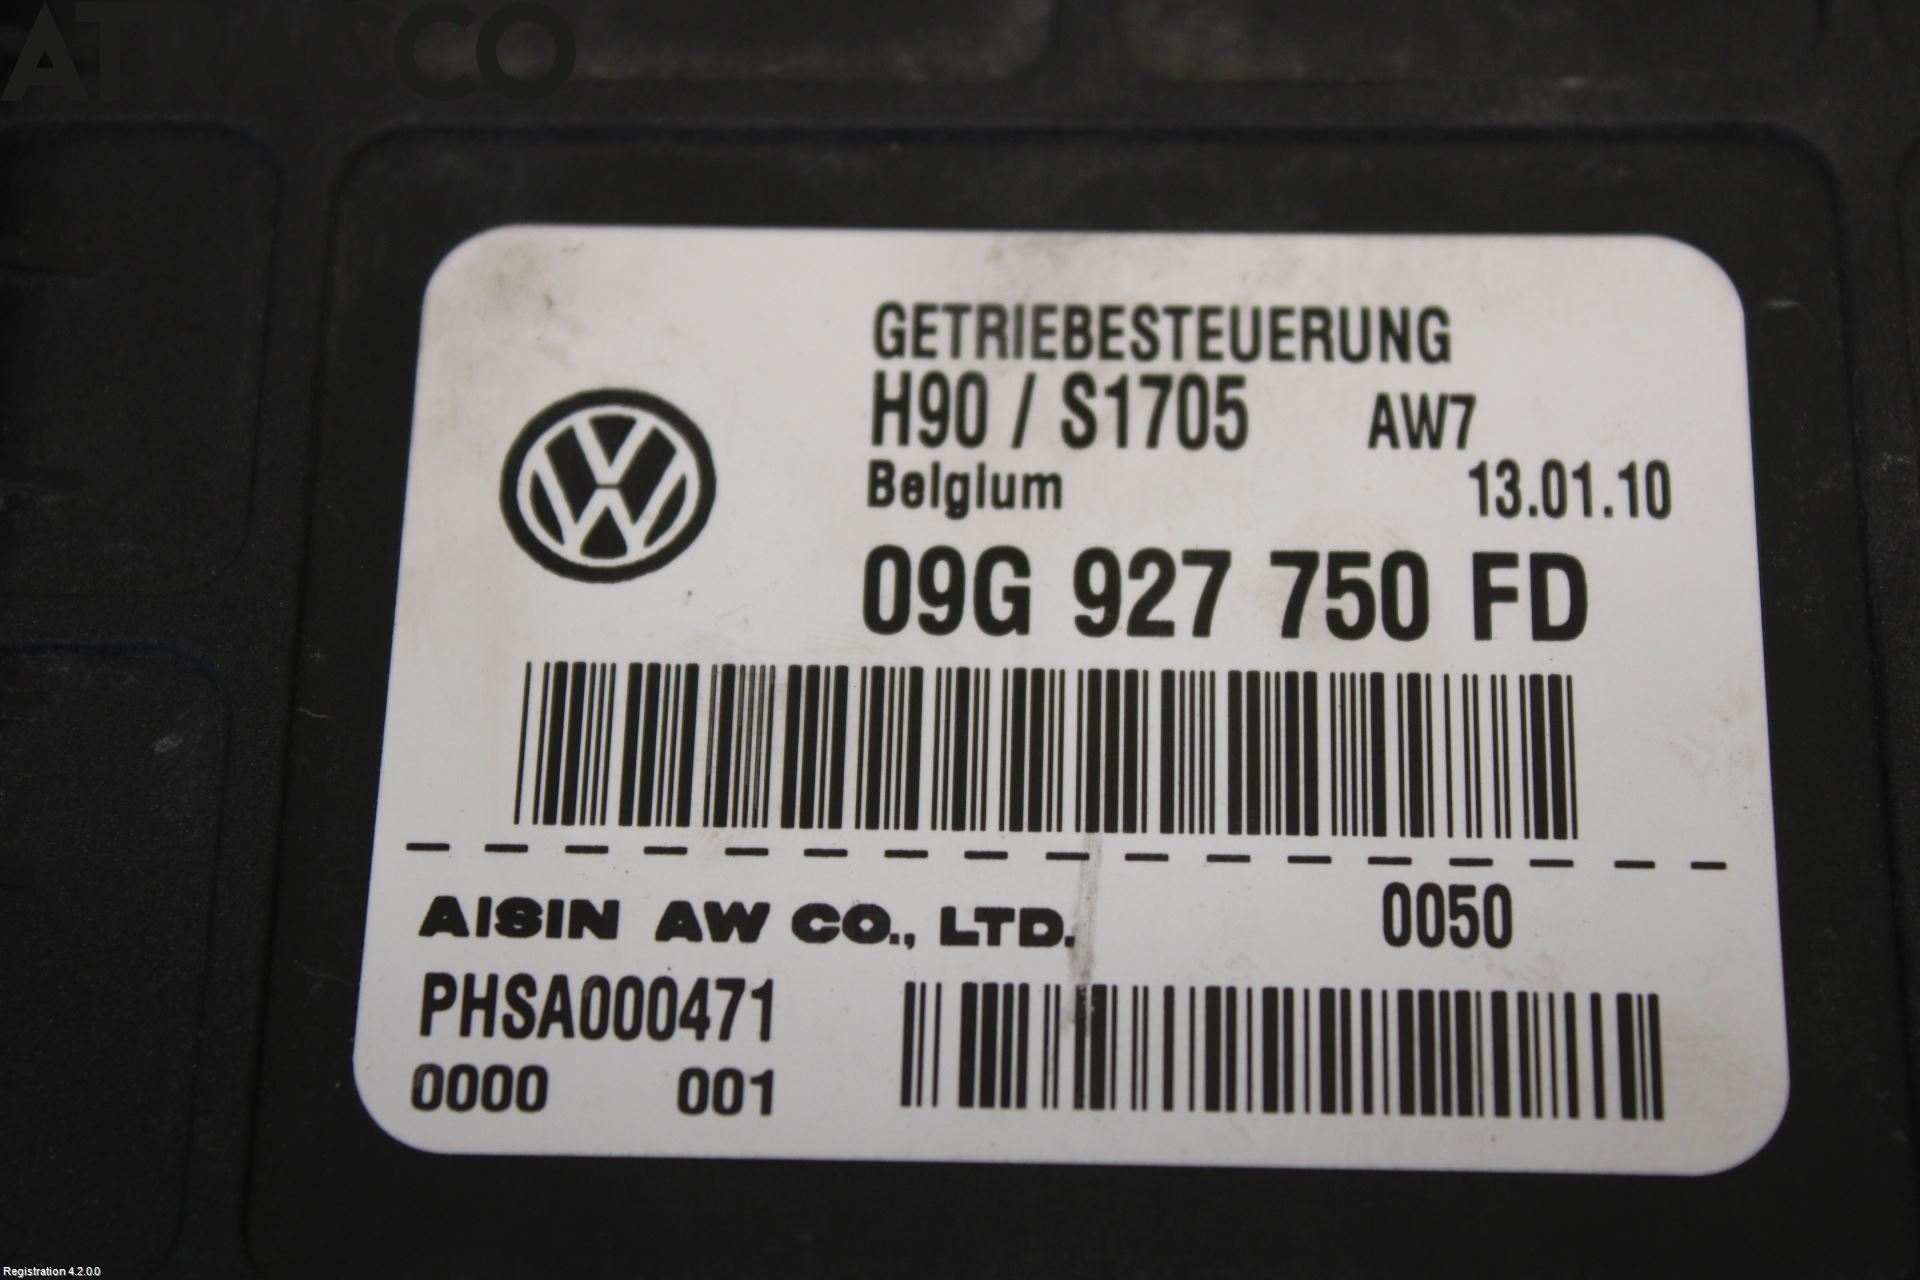 ATRACCO
GETRIEBESTEUERUNG
H90 / S1705 AW7
Belgium 13.01.10
09G 927 750 FD
AISIN AW CO., LTD. 0050
PHSA000471
0000 001
Registration 4.2.0.0